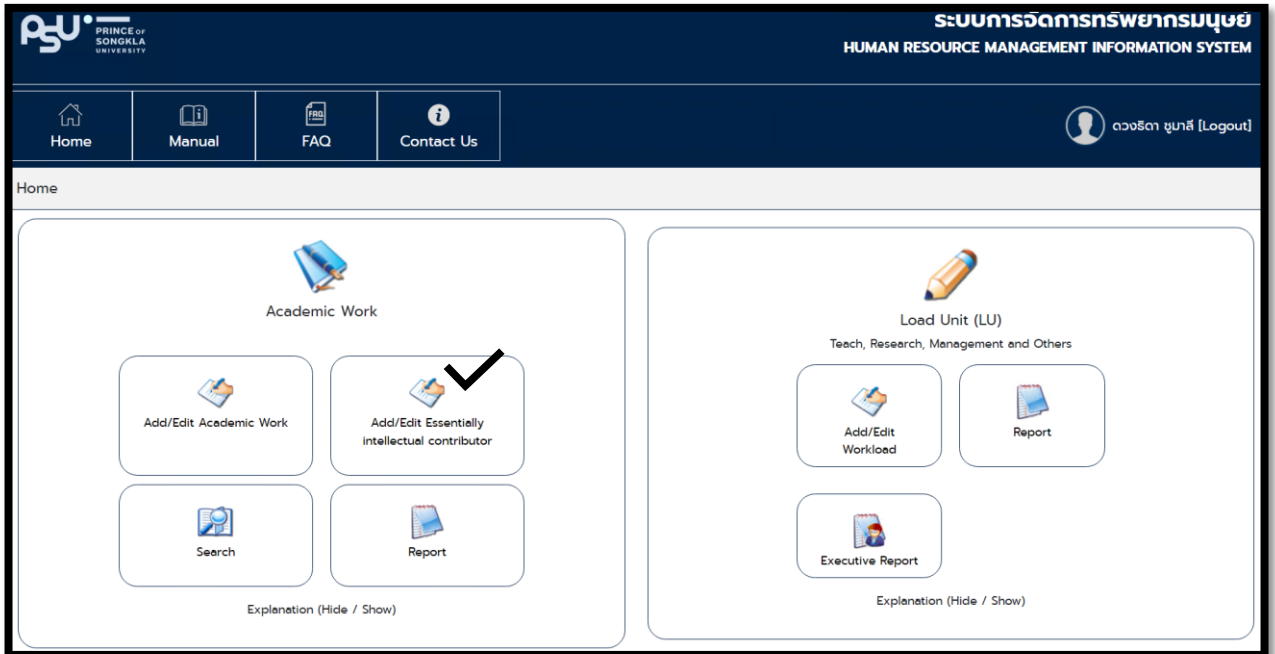 PSU PRINCE OF
SONGKLA
UNIVERSITY
ระบบการจัดการทรัพยากรมนุษย์
HUMAN RESOURCE MANAGEMENT INFORMATION SYSTEM
Home
Manual
FAQ
FAQ
Contact Us
ดวงธิดา ชูมาลี [Logout]
Home
Academic Work
Add/Edit Academic Work
Add/Edit Essentially
intellectual contributor
Search
Report
Explanation (Hide / Show)
Load Unit (LU)
Teach, Research, Management and Others
Add/Edit
Workload
Report
Executive Report
Explanation (Hide / Show)